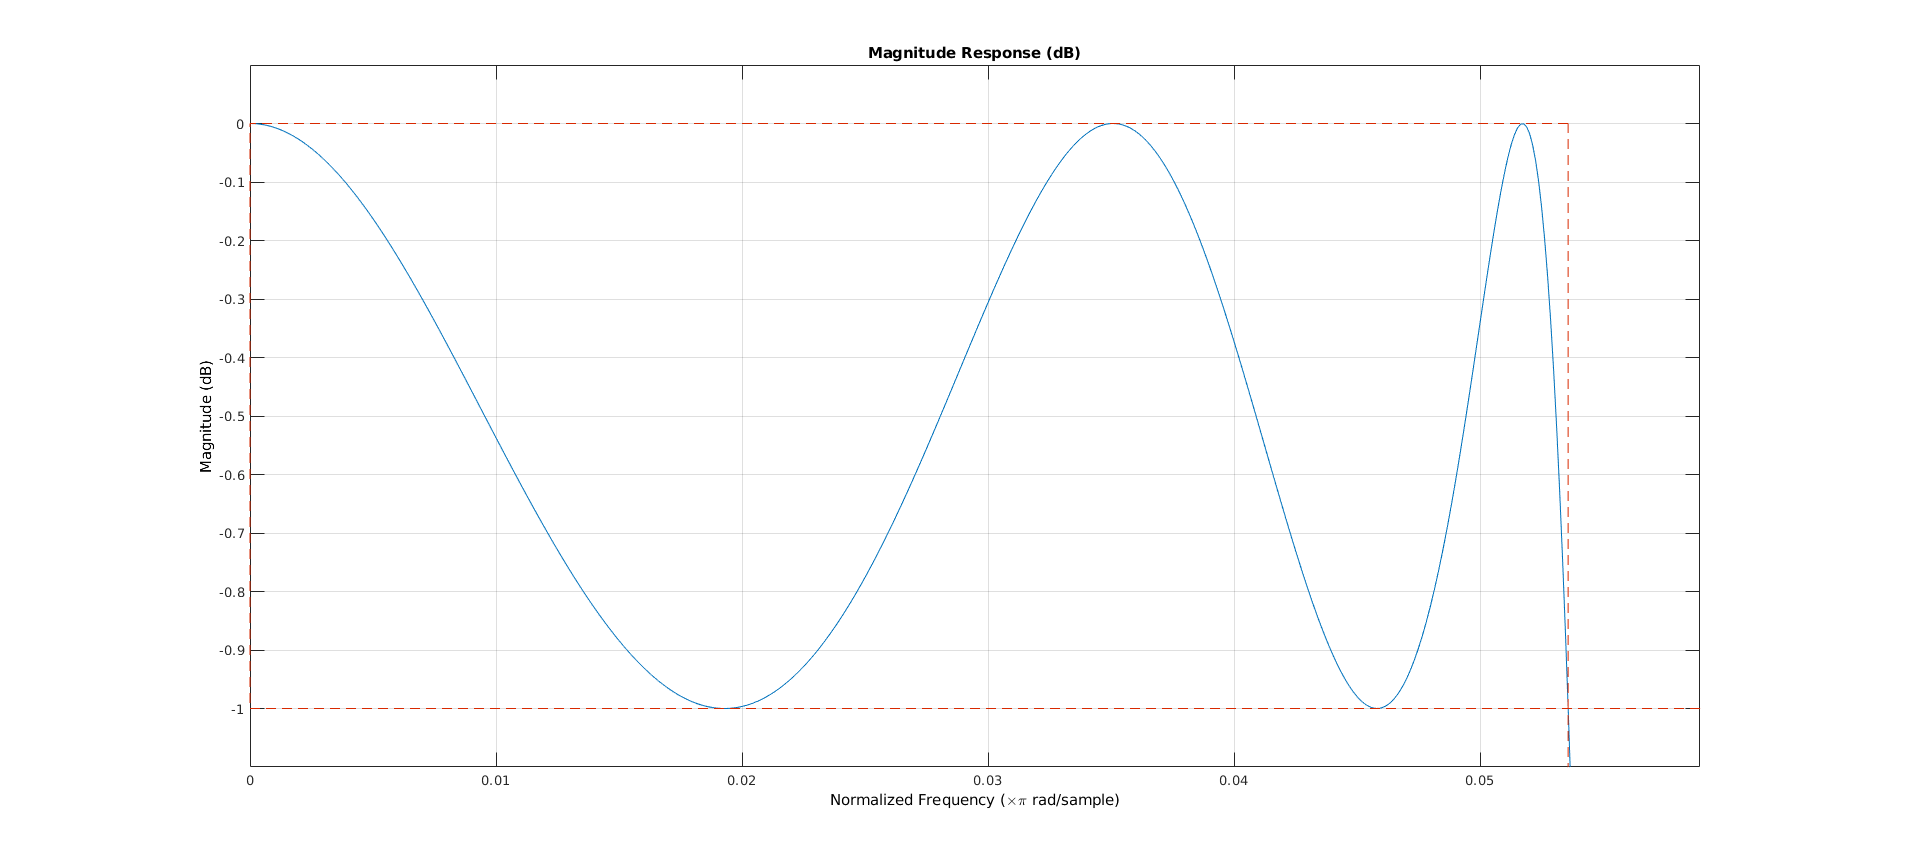 Magnitude Response (dB)
0
-0.1
-0.2
-0.3
-0.4
-0.5
-0.6
-0.7
-0.8
-0.9
-1
Magnitude (dB)
0 0.01 0.02 0.03 0.04 0.05
Normalized Frequency (×π rad/sample)